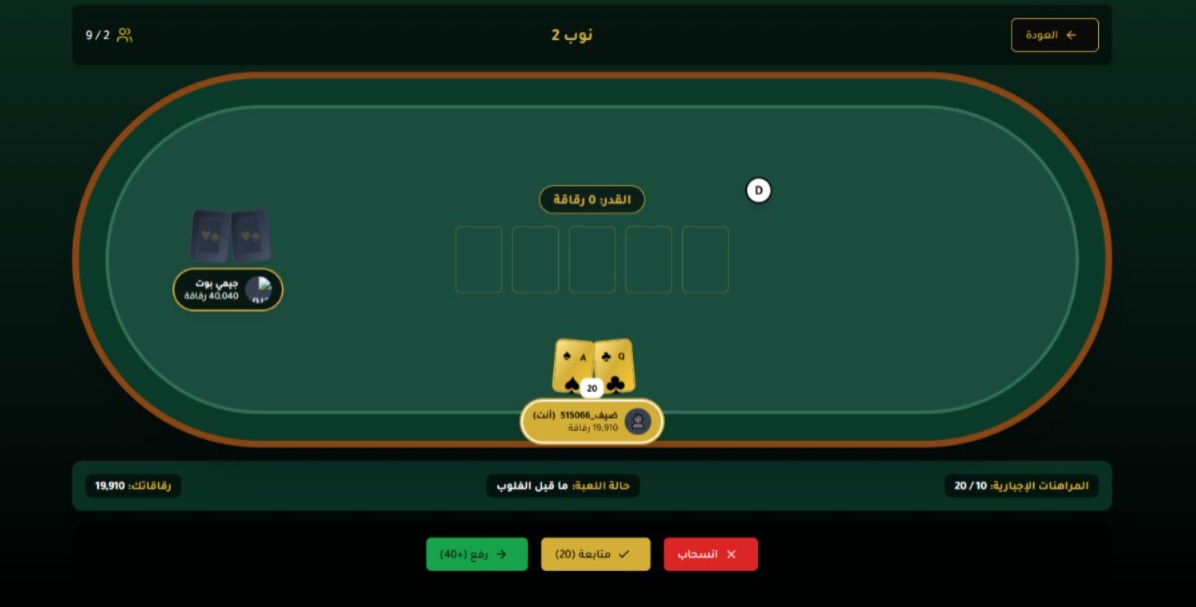 العودة
نوب 2
9 / 2
D
القدر: 0 رقاقة
جيمي بوت
40,040 رقاقة
A Q
20
ضيف_515066 (أنت)
19,910 رقاقة
المراهنات الإجبارية: 10 / 20
حالة اللعبة: ما قبل الفلوب
رقاقاتك: 19,910
انسحاب
متابعة (20)
رفع (+40)